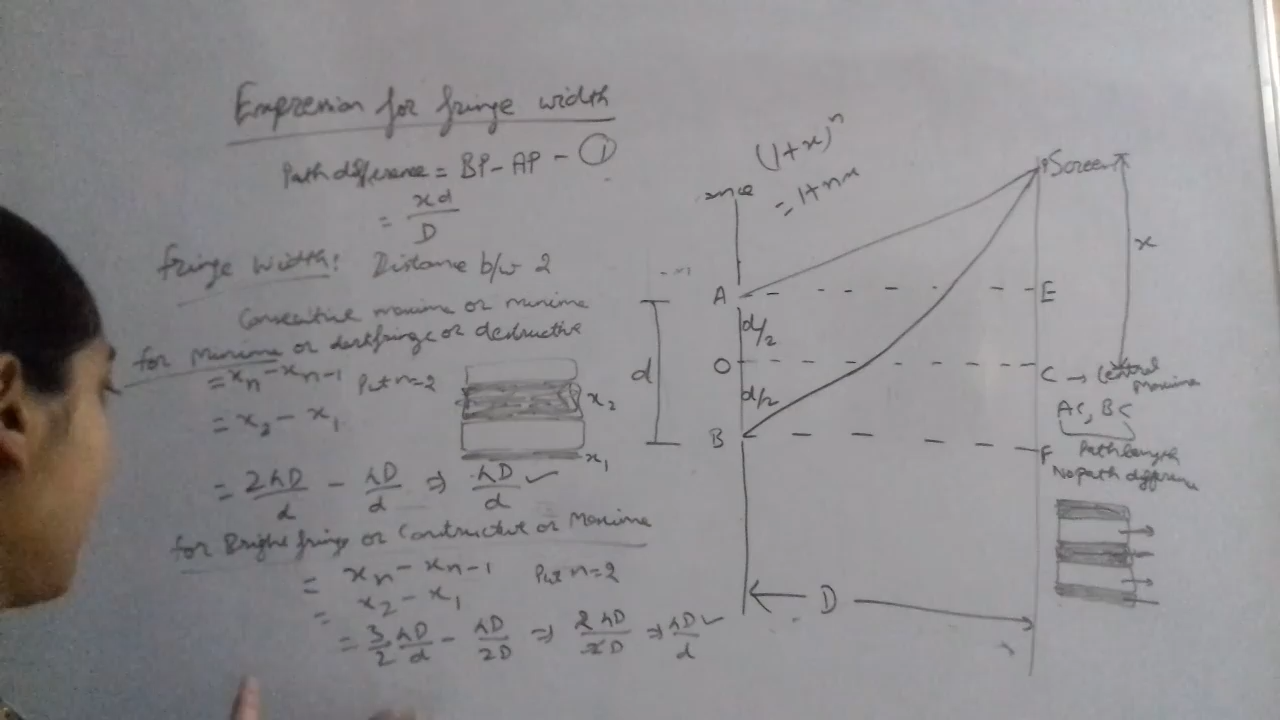 Expression for fringe width
Path difference = BP - AP - ①
= xd/D
fringe width: Distance b/w 2
Consecutive maxima or minima
for Minima or dark fringe or destructive
= xn - xn-1 Put n=2
= x2 - x1
x2
x1
= 2λD/d - λD/d ⇒ λD/d ✓
for Bright fringe or Constructive or Maxima
= xn - xn-1 Put n=2
= x2 - x1
= 3/2 λD/d - λD/2D ⇒ 2λD/2D ⇒ λD/d ✓
(1+x)^n
= 1+nx
P Screen
x
A
E
d/2
d
O
C → Central
Maxima
d/2
AC, BC
B
F
Path length
No path difference
D